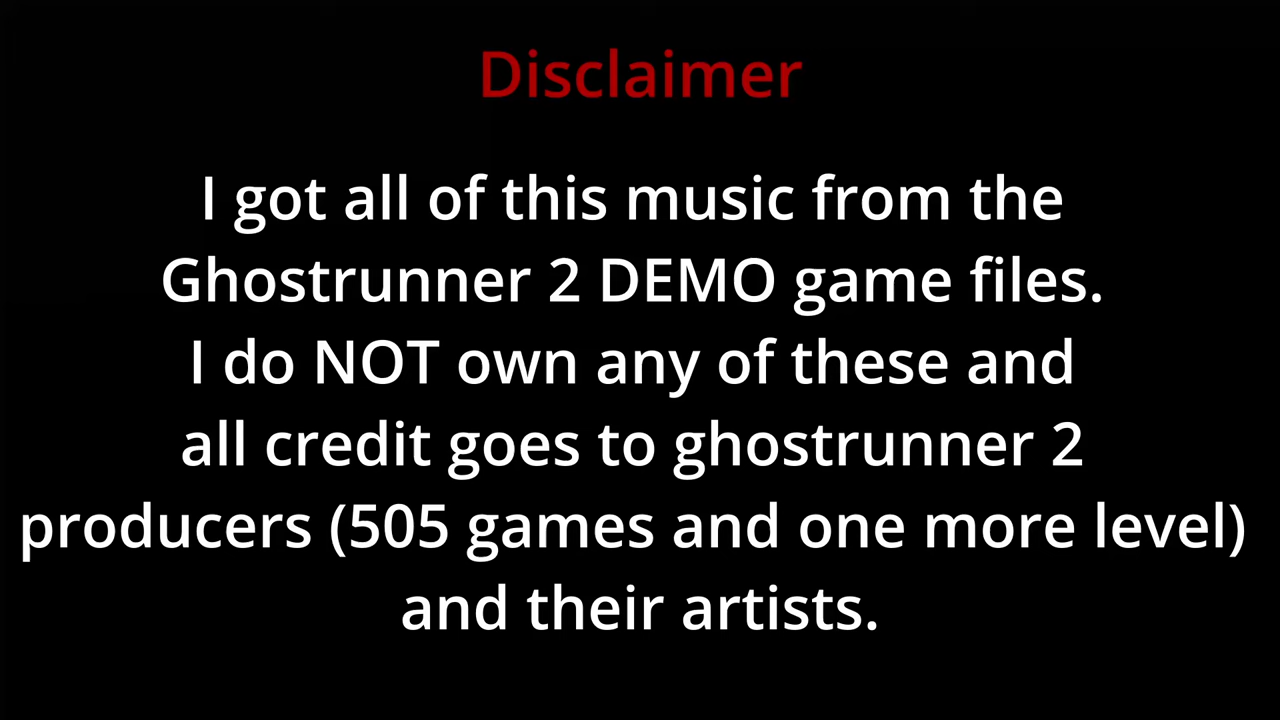 Disclaimer
I got all of this music from the
Ghostrunner 2 DEMO game files.
I do NOT own any of these and
all credit goes to ghostrunner 2
producers (505 games and one more level)
and their artists.